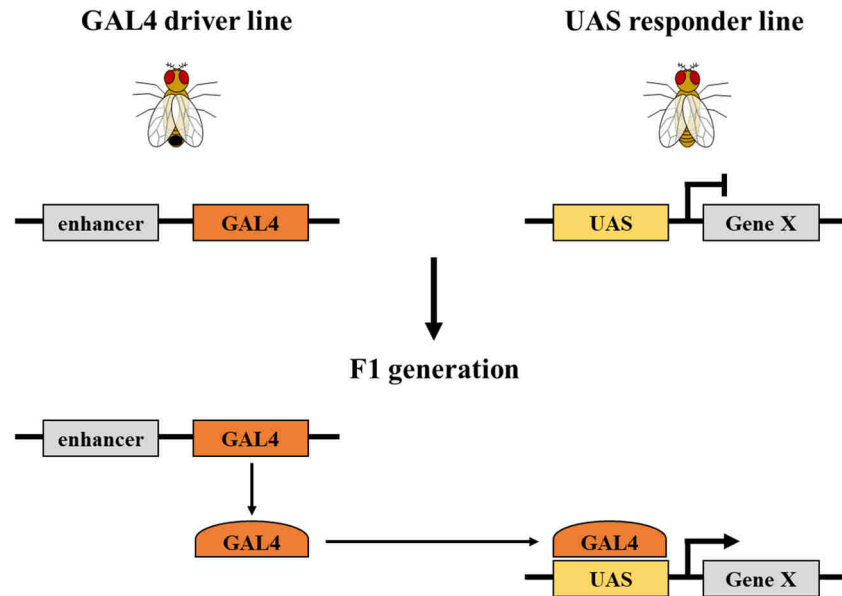 GAL4 driver line
UAS responder line
enhancer
GAL4
UAS
Gene X
F1 generation
enhancer
GAL4
GAL4
GAL4
UAS
Gene X